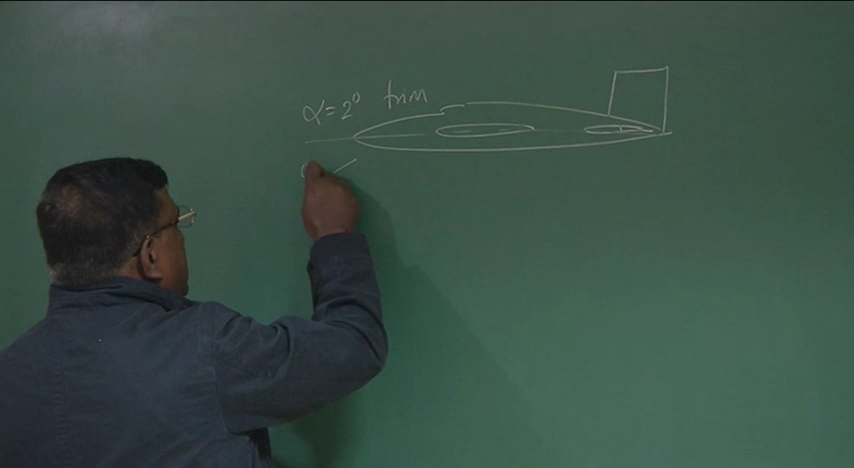 α = 2° trim